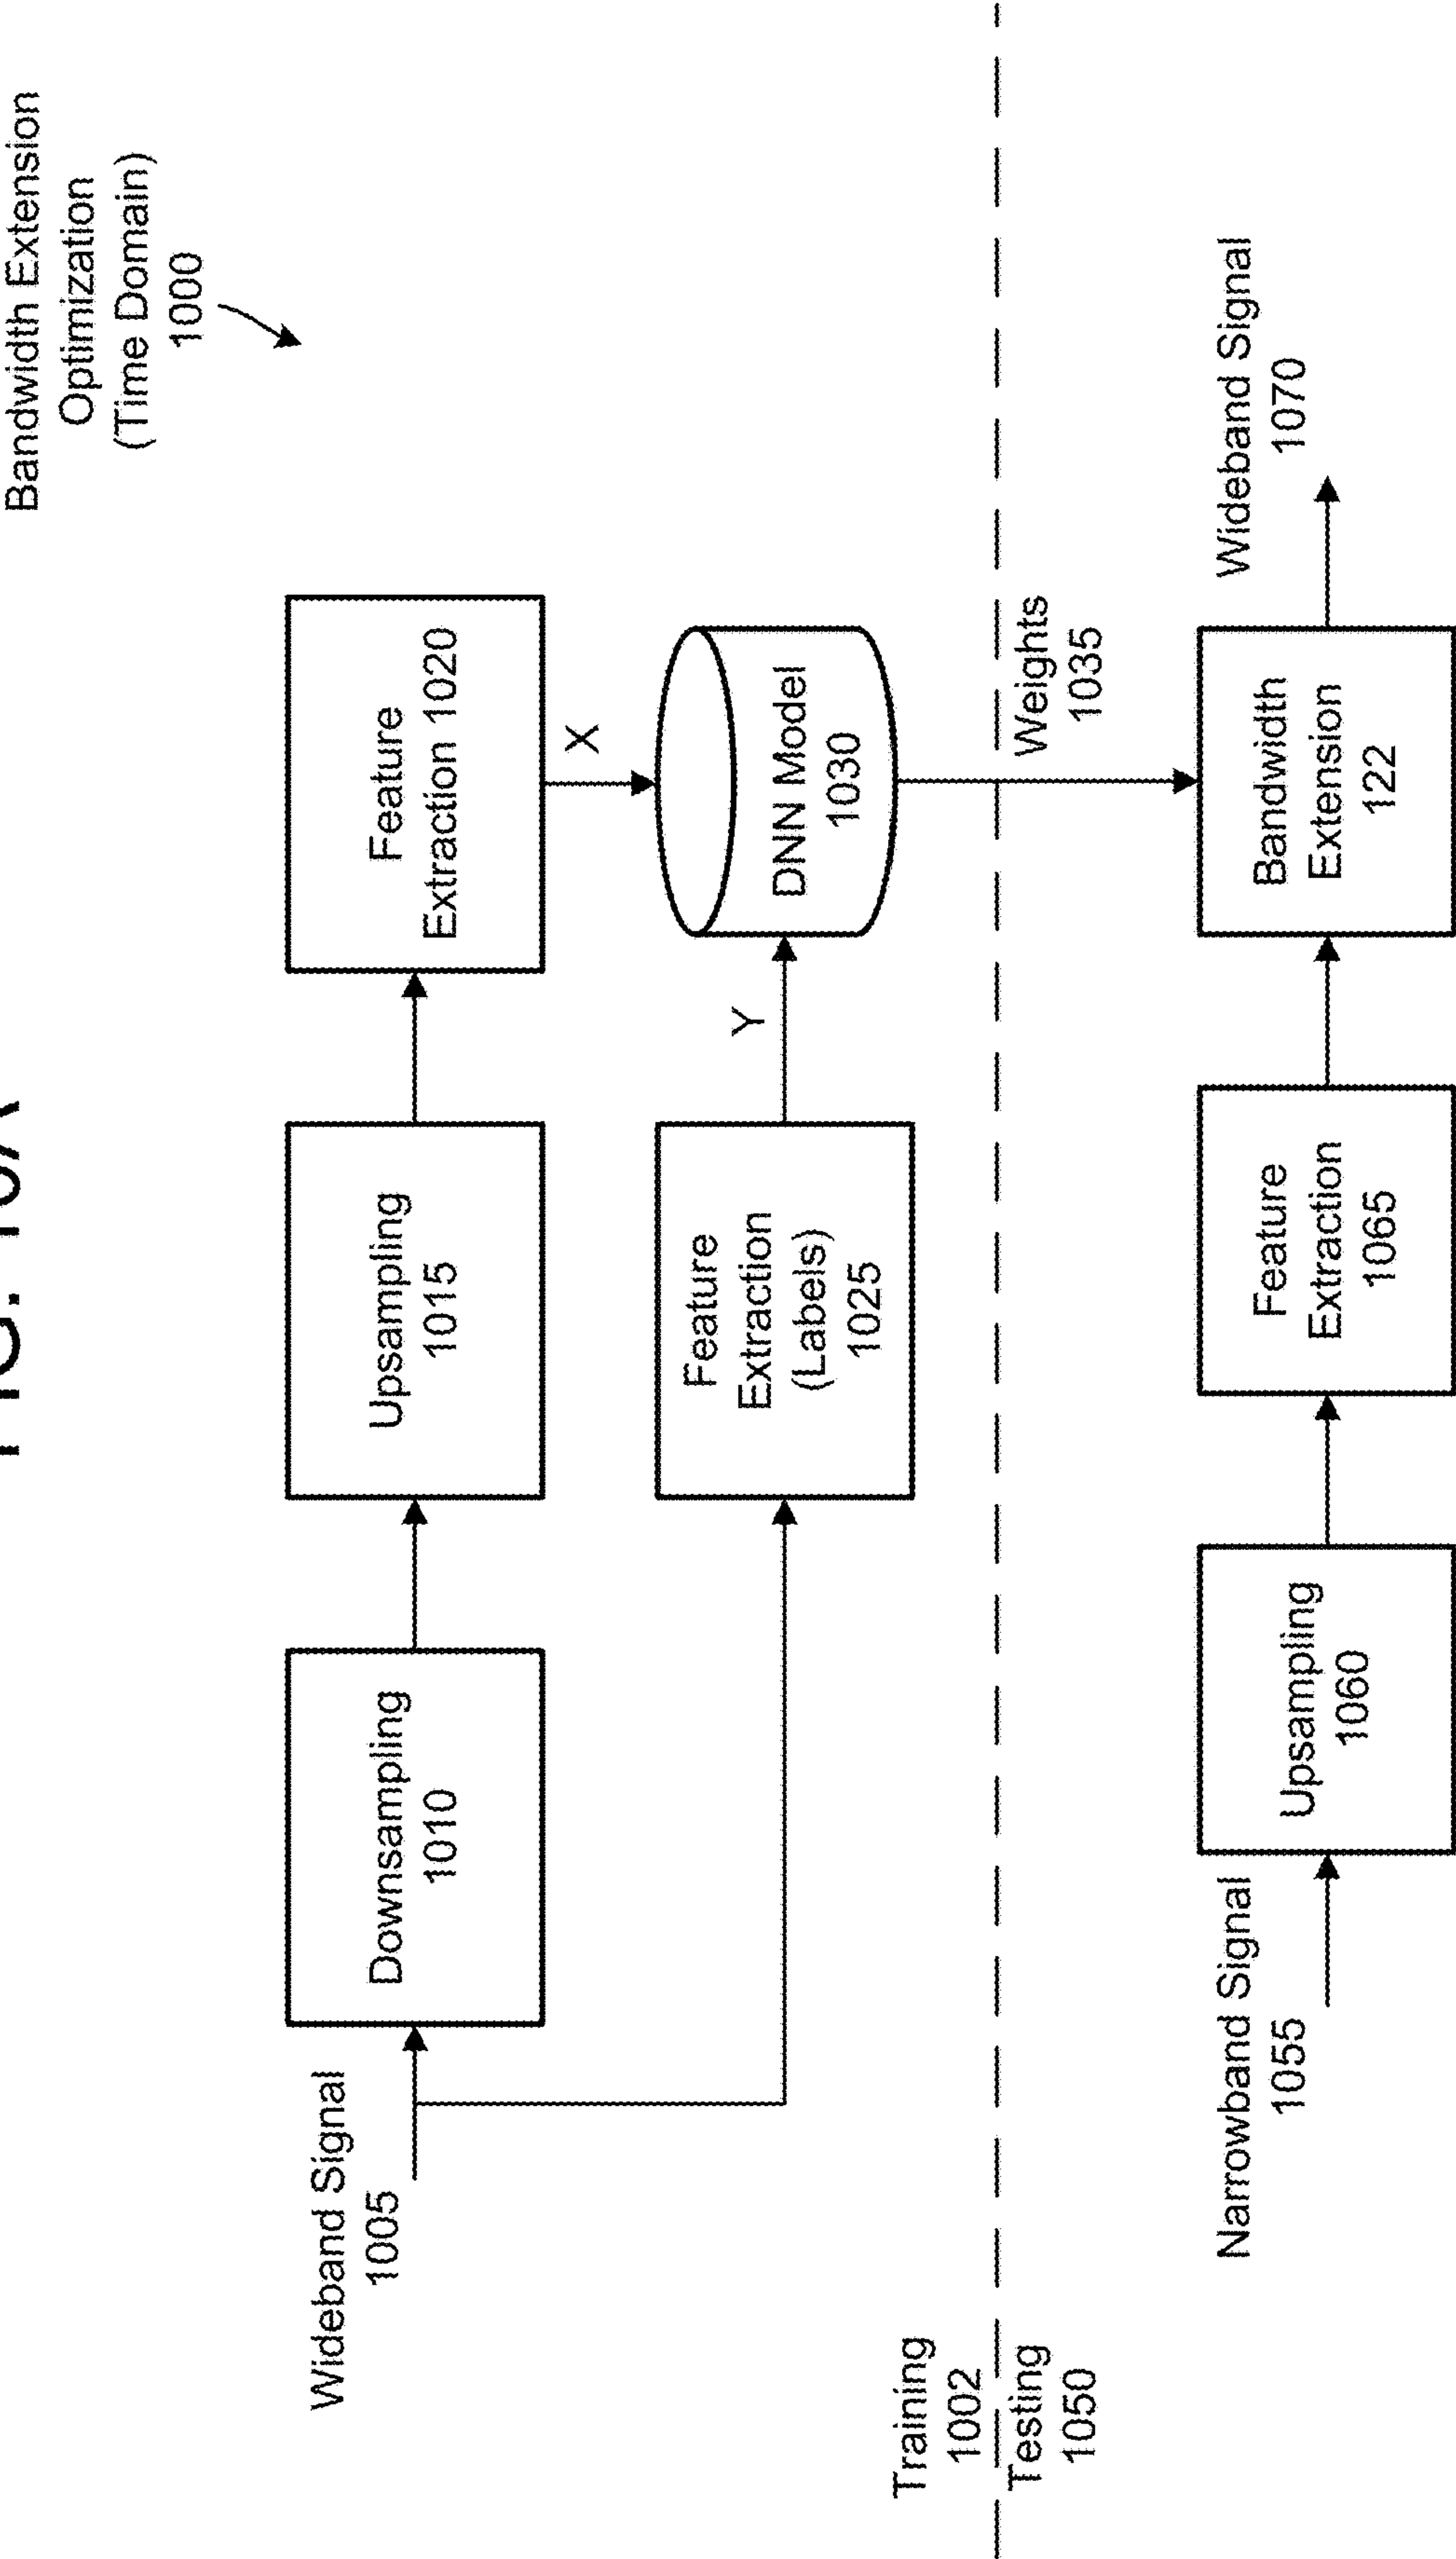 FIG. 10A
Bandwidth Extension
Optimization
(Time Domain)
1000
Wideband Signal
1005
Downsampling
1010
Upsampling
1015
Feature
Extraction 1020
X
Feature
Extraction
(Labels)
1025
Y
DNN Model
1030
Training
1002
Testing
1050
Weights
1035
Narrowband Signal
1055
Upsampling
1060
Feature
Extraction
1065
Bandwidth
Extension
122
Wideband Signal
1070